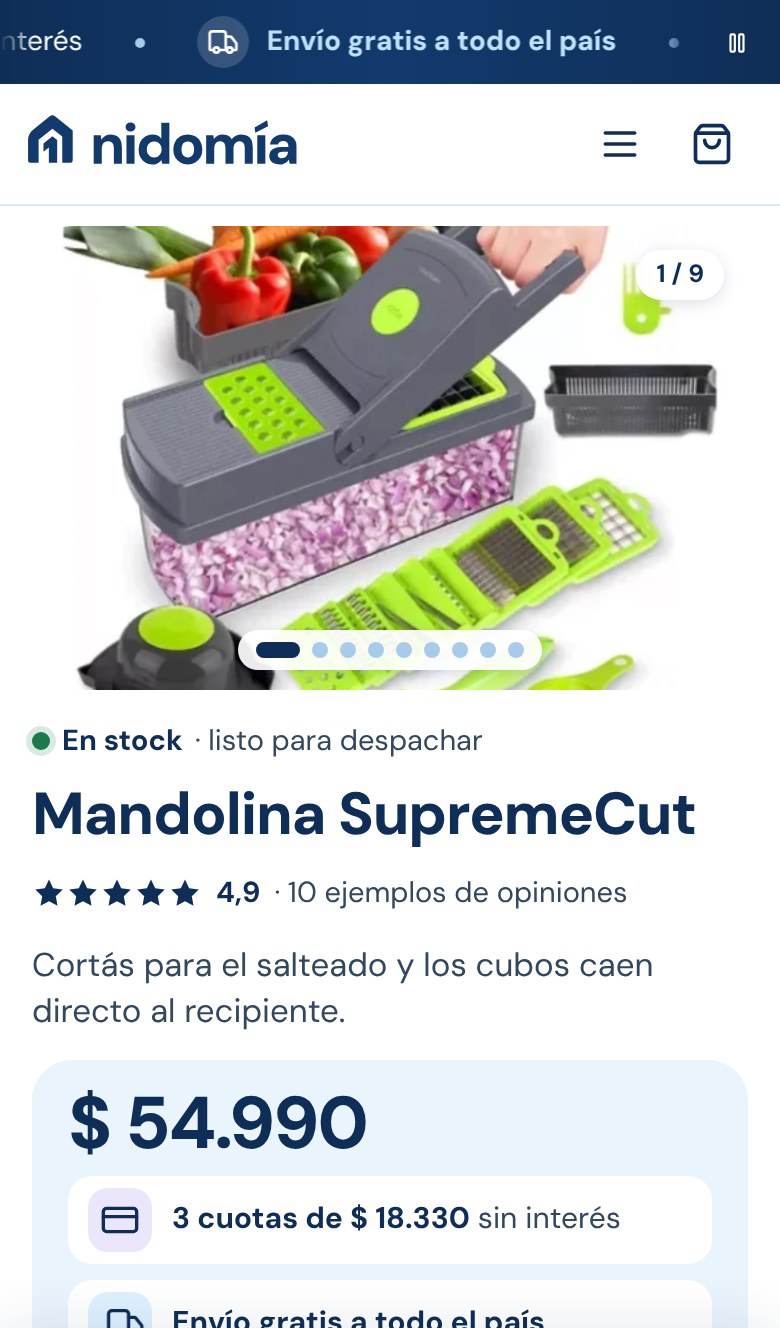 nterés • Envío gratis a todo el país •
nidomía
1 / 9
En stock · listo para despachar
Mandolina SupremeCut
4,9 · 10 ejemplos de opiniones
Cortás para el salteado y los cubos caen
directo al recipiente.
$ 54.990
3 cuotas de $ 18.330 sin interés
Envío gratis a todo el país